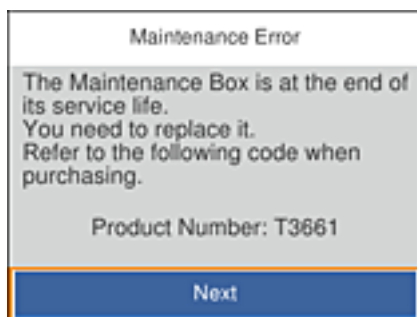 Maintenance Error
The Maintenance Box is at the end of
its service life.
You need to replace it.
Refer to the following code when
purchasing.
Product Number: T3661
Next